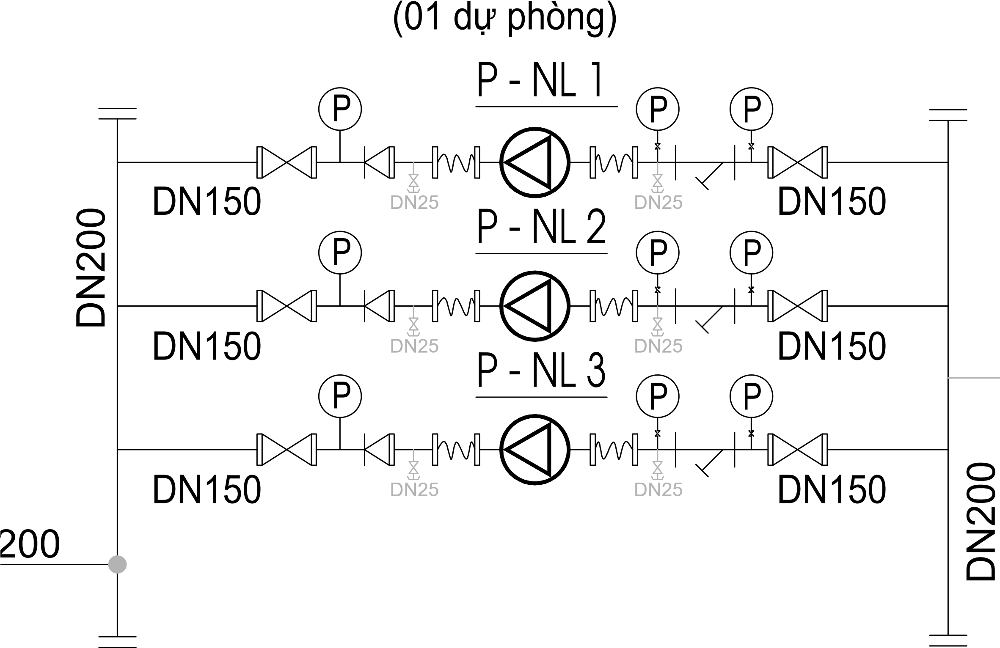 (01 dự phòng)
P - NL 1
P
P
P
DN150
DN25
DN25
DN150
DN200
P - NL 2
P
P
P
DN150
DN25
DN25
DN150
P - NL 3
P
P
P
DN150
DN25
DN25
DN150
DN200
200